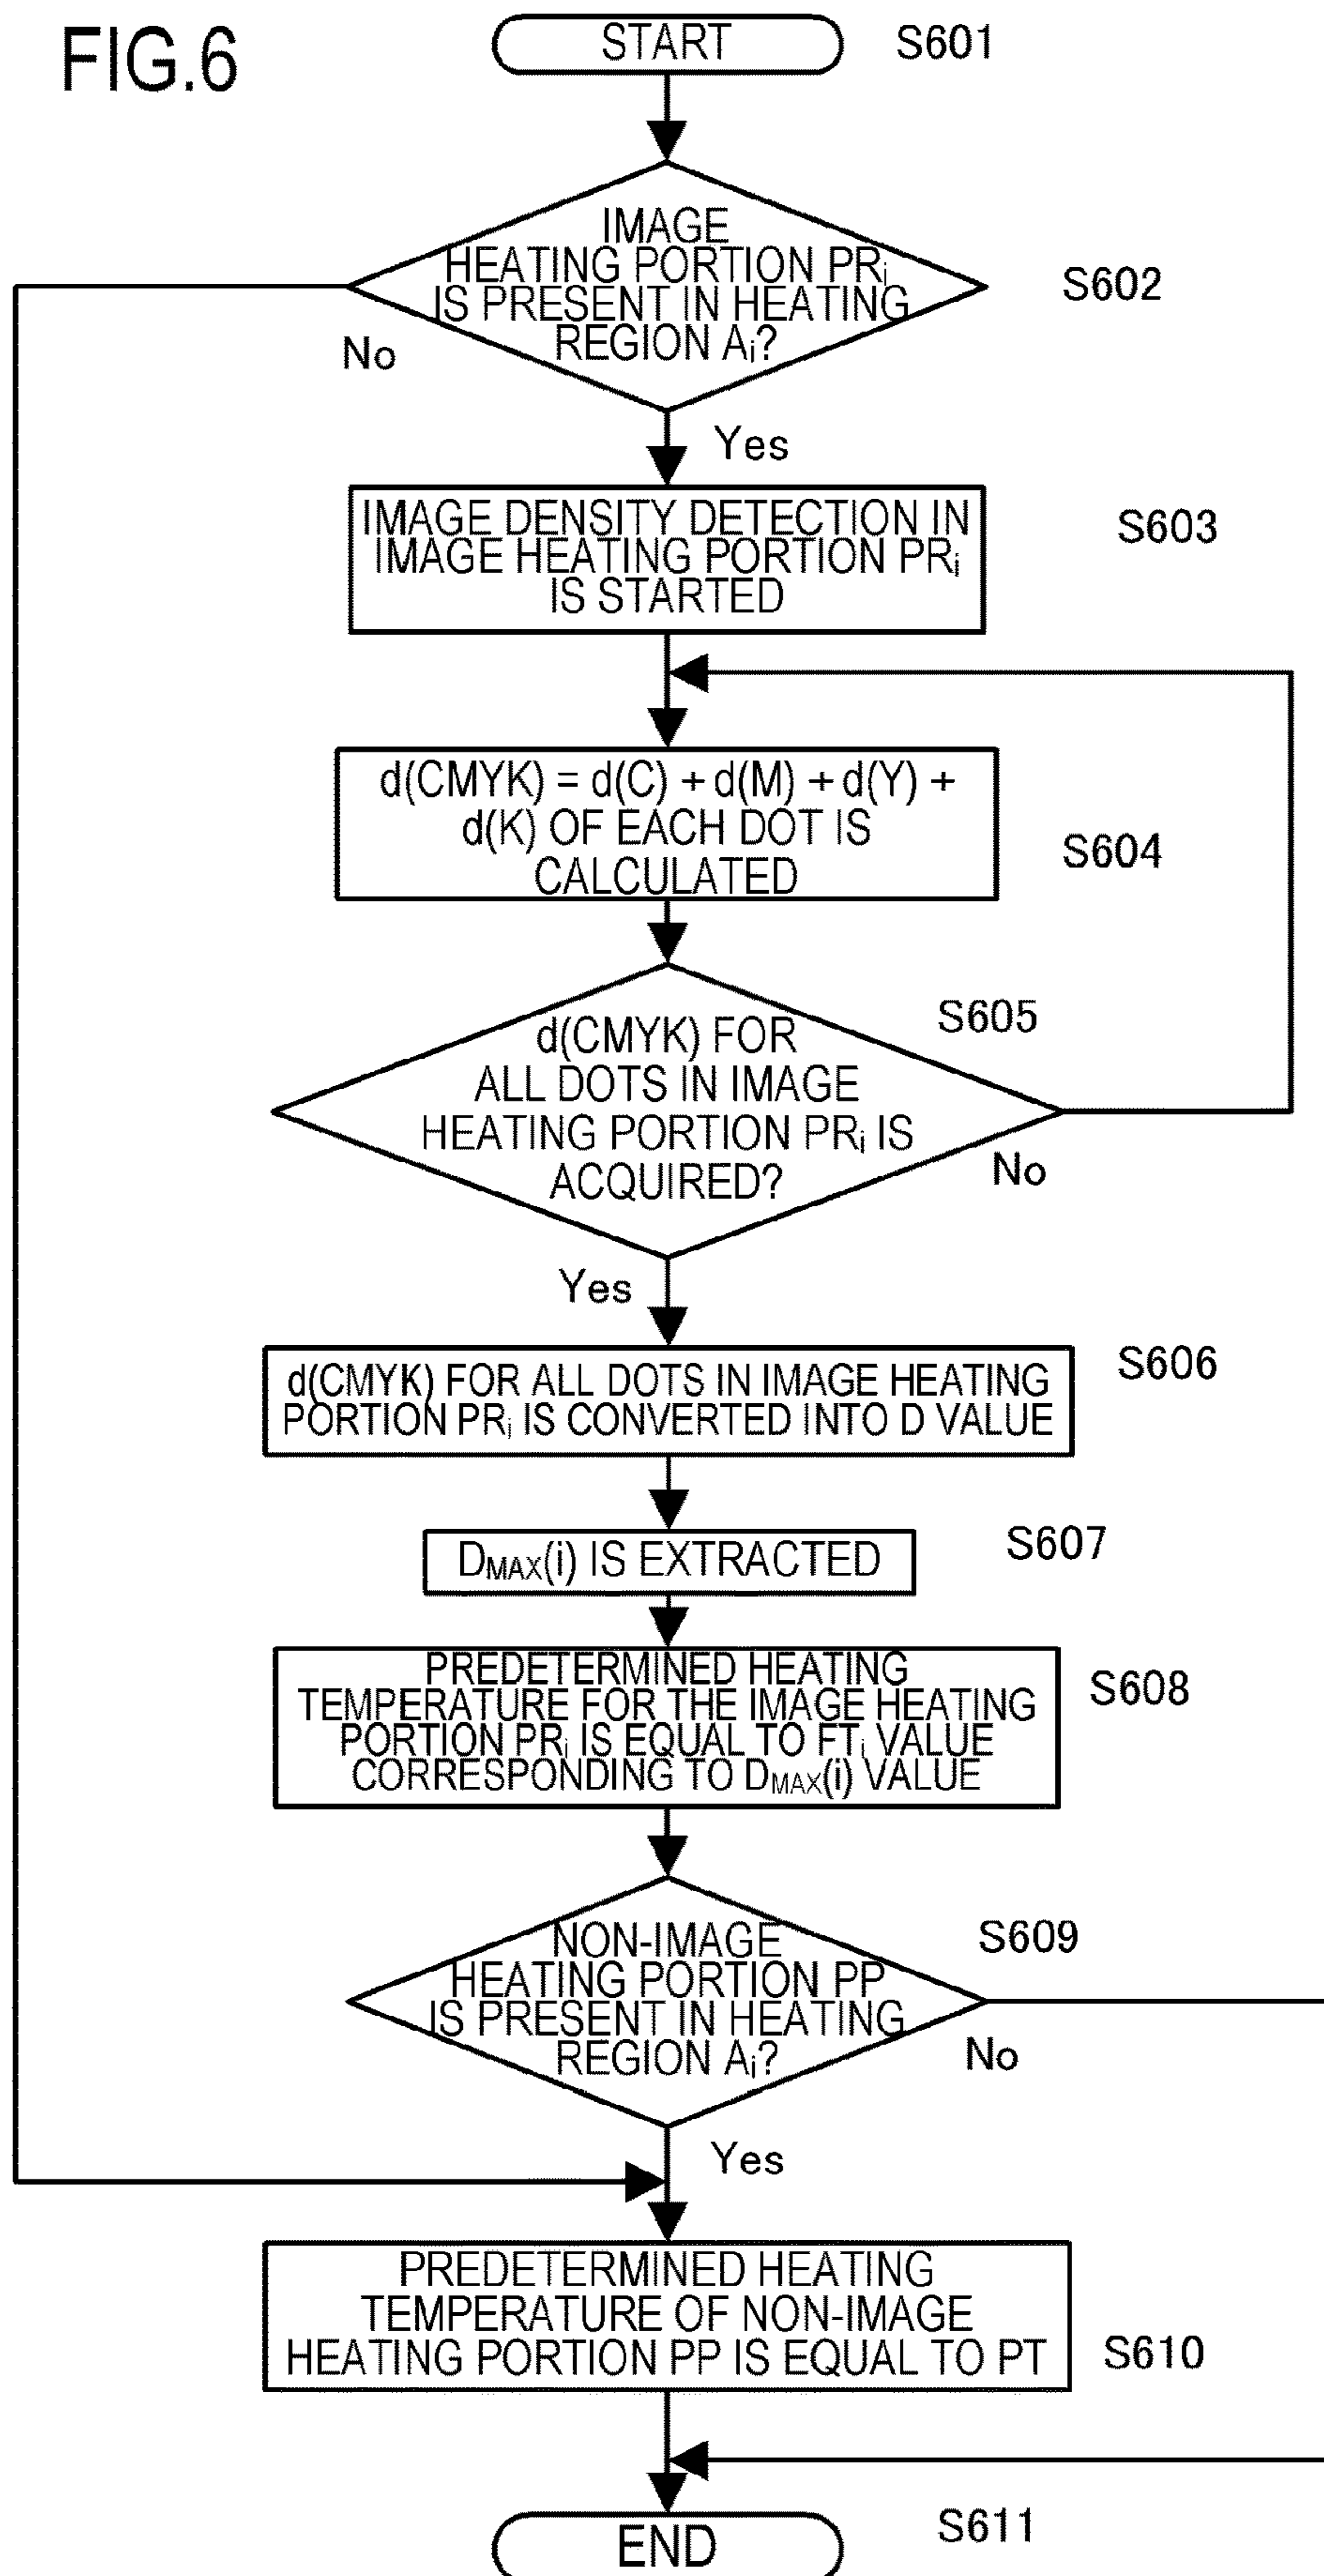 FIG.6
START
S601
IMAGE
HEATING PORTION PRi
IS PRESENT IN HEATING
REGION Ai?
S602
No
Yes
IMAGE DENSITY DETECTION IN
IMAGE HEATING PORTION PRi
IS STARTED
S603
d(CMYK) = d(C) + d(M) + d(Y) +
d(K) OF EACH DOT IS
CALCULATED
S604
S605
d(CMYK) FOR
ALL DOTS IN IMAGE
HEATING PORTION PRi IS
ACQUIRED?
No
Yes
d(CMYK) FOR ALL DOTS IN IMAGE HEATING
PORTION PRi IS CONVERTED INTO D VALUE
S606
DMAX(i) IS EXTRACTED
S607
PREDETERMINED HEATING
TEMPERATURE FOR THE IMAGE HEATING
PORTION PRi IS EQUAL TO FTi VALUE
CORRESPONDING TO DMAX(i) VALUE
S608
NON-IMAGE
HEATING PORTION PP
IS PRESENT IN HEATING
REGION Ai?
S609
No
Yes
PREDETERMINED HEATING
TEMPERATURE OF NON-IMAGE
HEATING PORTION PP IS EQUAL TO PT
S610
END
S611